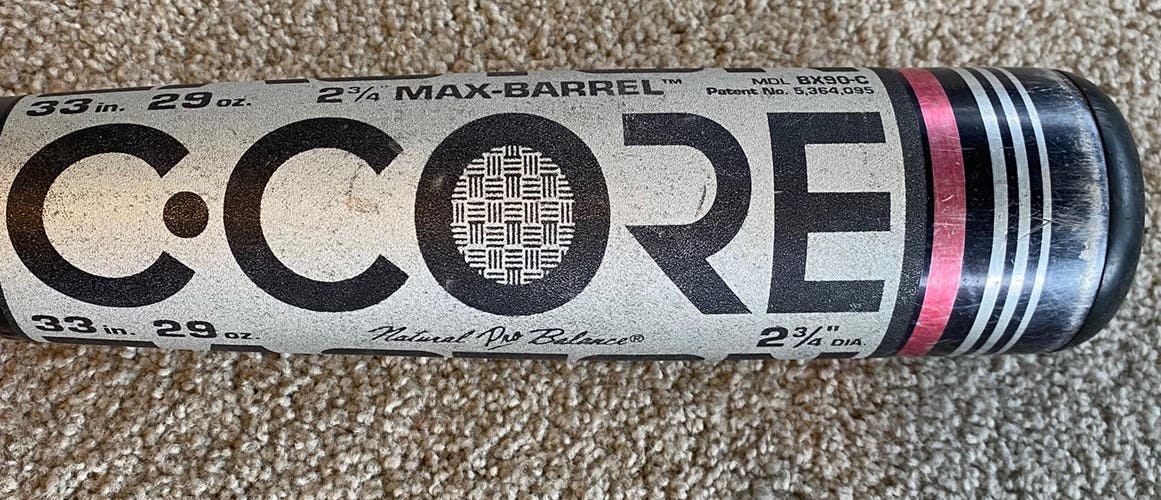 33 in. 29 oz. 2 3/4" MAX-BARREL™ MDL BX90-C
Patent No. 5,364,095
C·CORE
33 in. 29 oz. Natural Pro Balance® 2 3/4" DIA.